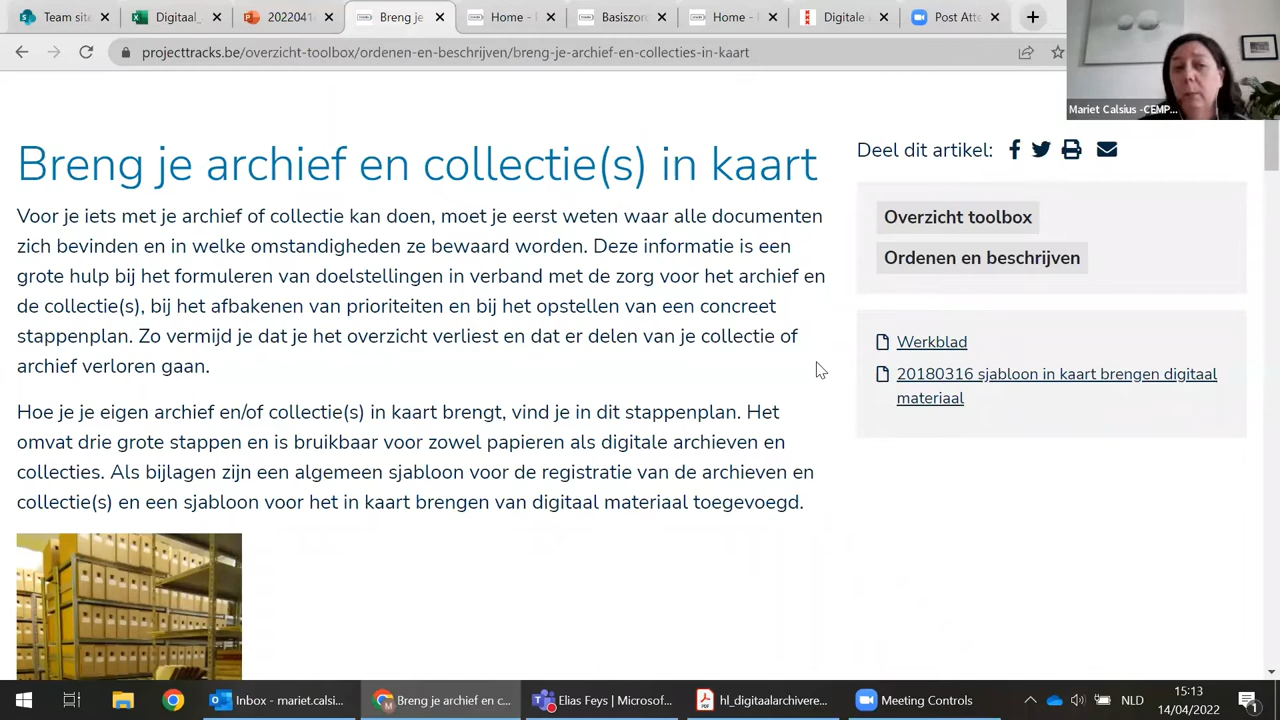 Team site
Digitaal_
2022041
Breng je
Home -
Basiszor
Home -
Digitale
Post Atte
projecttracks.be/overzicht-toolbox/ordenen-en-beschrijven/breng-je-archief-en-collecties-in-kaart
Mariet Calsius -CEMP...
Breng je archief en collectie(s) in kaart
Voor je iets met je archief of collectie kan doen, moet je eerst weten waar alle documenten
zich bevinden en in welke omstandigheden ze bewaard worden. Deze informatie is een
grote hulp bij het formuleren van doelstellingen in verband met de zorg voor het archief en
de collectie(s), bij het afbakenen van prioriteiten en bij het opstellen van een concreet
stappenplan. Zo vermijd je dat je het overzicht verliest en dat er delen van je collectie of
archief verloren gaan.
Hoe je je eigen archief en/of collectie(s) in kaart brengt, vind je in dit stappenplan. Het
omvat drie grote stappen en is bruikbaar voor zowel papieren als digitale archieven en
collecties. Als bijlagen zijn een algemeen sjabloon voor de registratie van de archieven en
collectie(s) en een sjabloon voor het in kaart brengen van digitaal materiaal toegevoegd.
Deel dit artikel:
Overzicht toolbox
Ordenen en beschrijven
Werkblad
20180316 sjabloon in kaart brengen digitaal
materiaal
Inbox - mariet.calsi...
Breng je archief en c...
Elias Feys | Microsof...
hl_digitaalarchivere...
Meeting Controls
NLD
15:13
14/04/2022
1